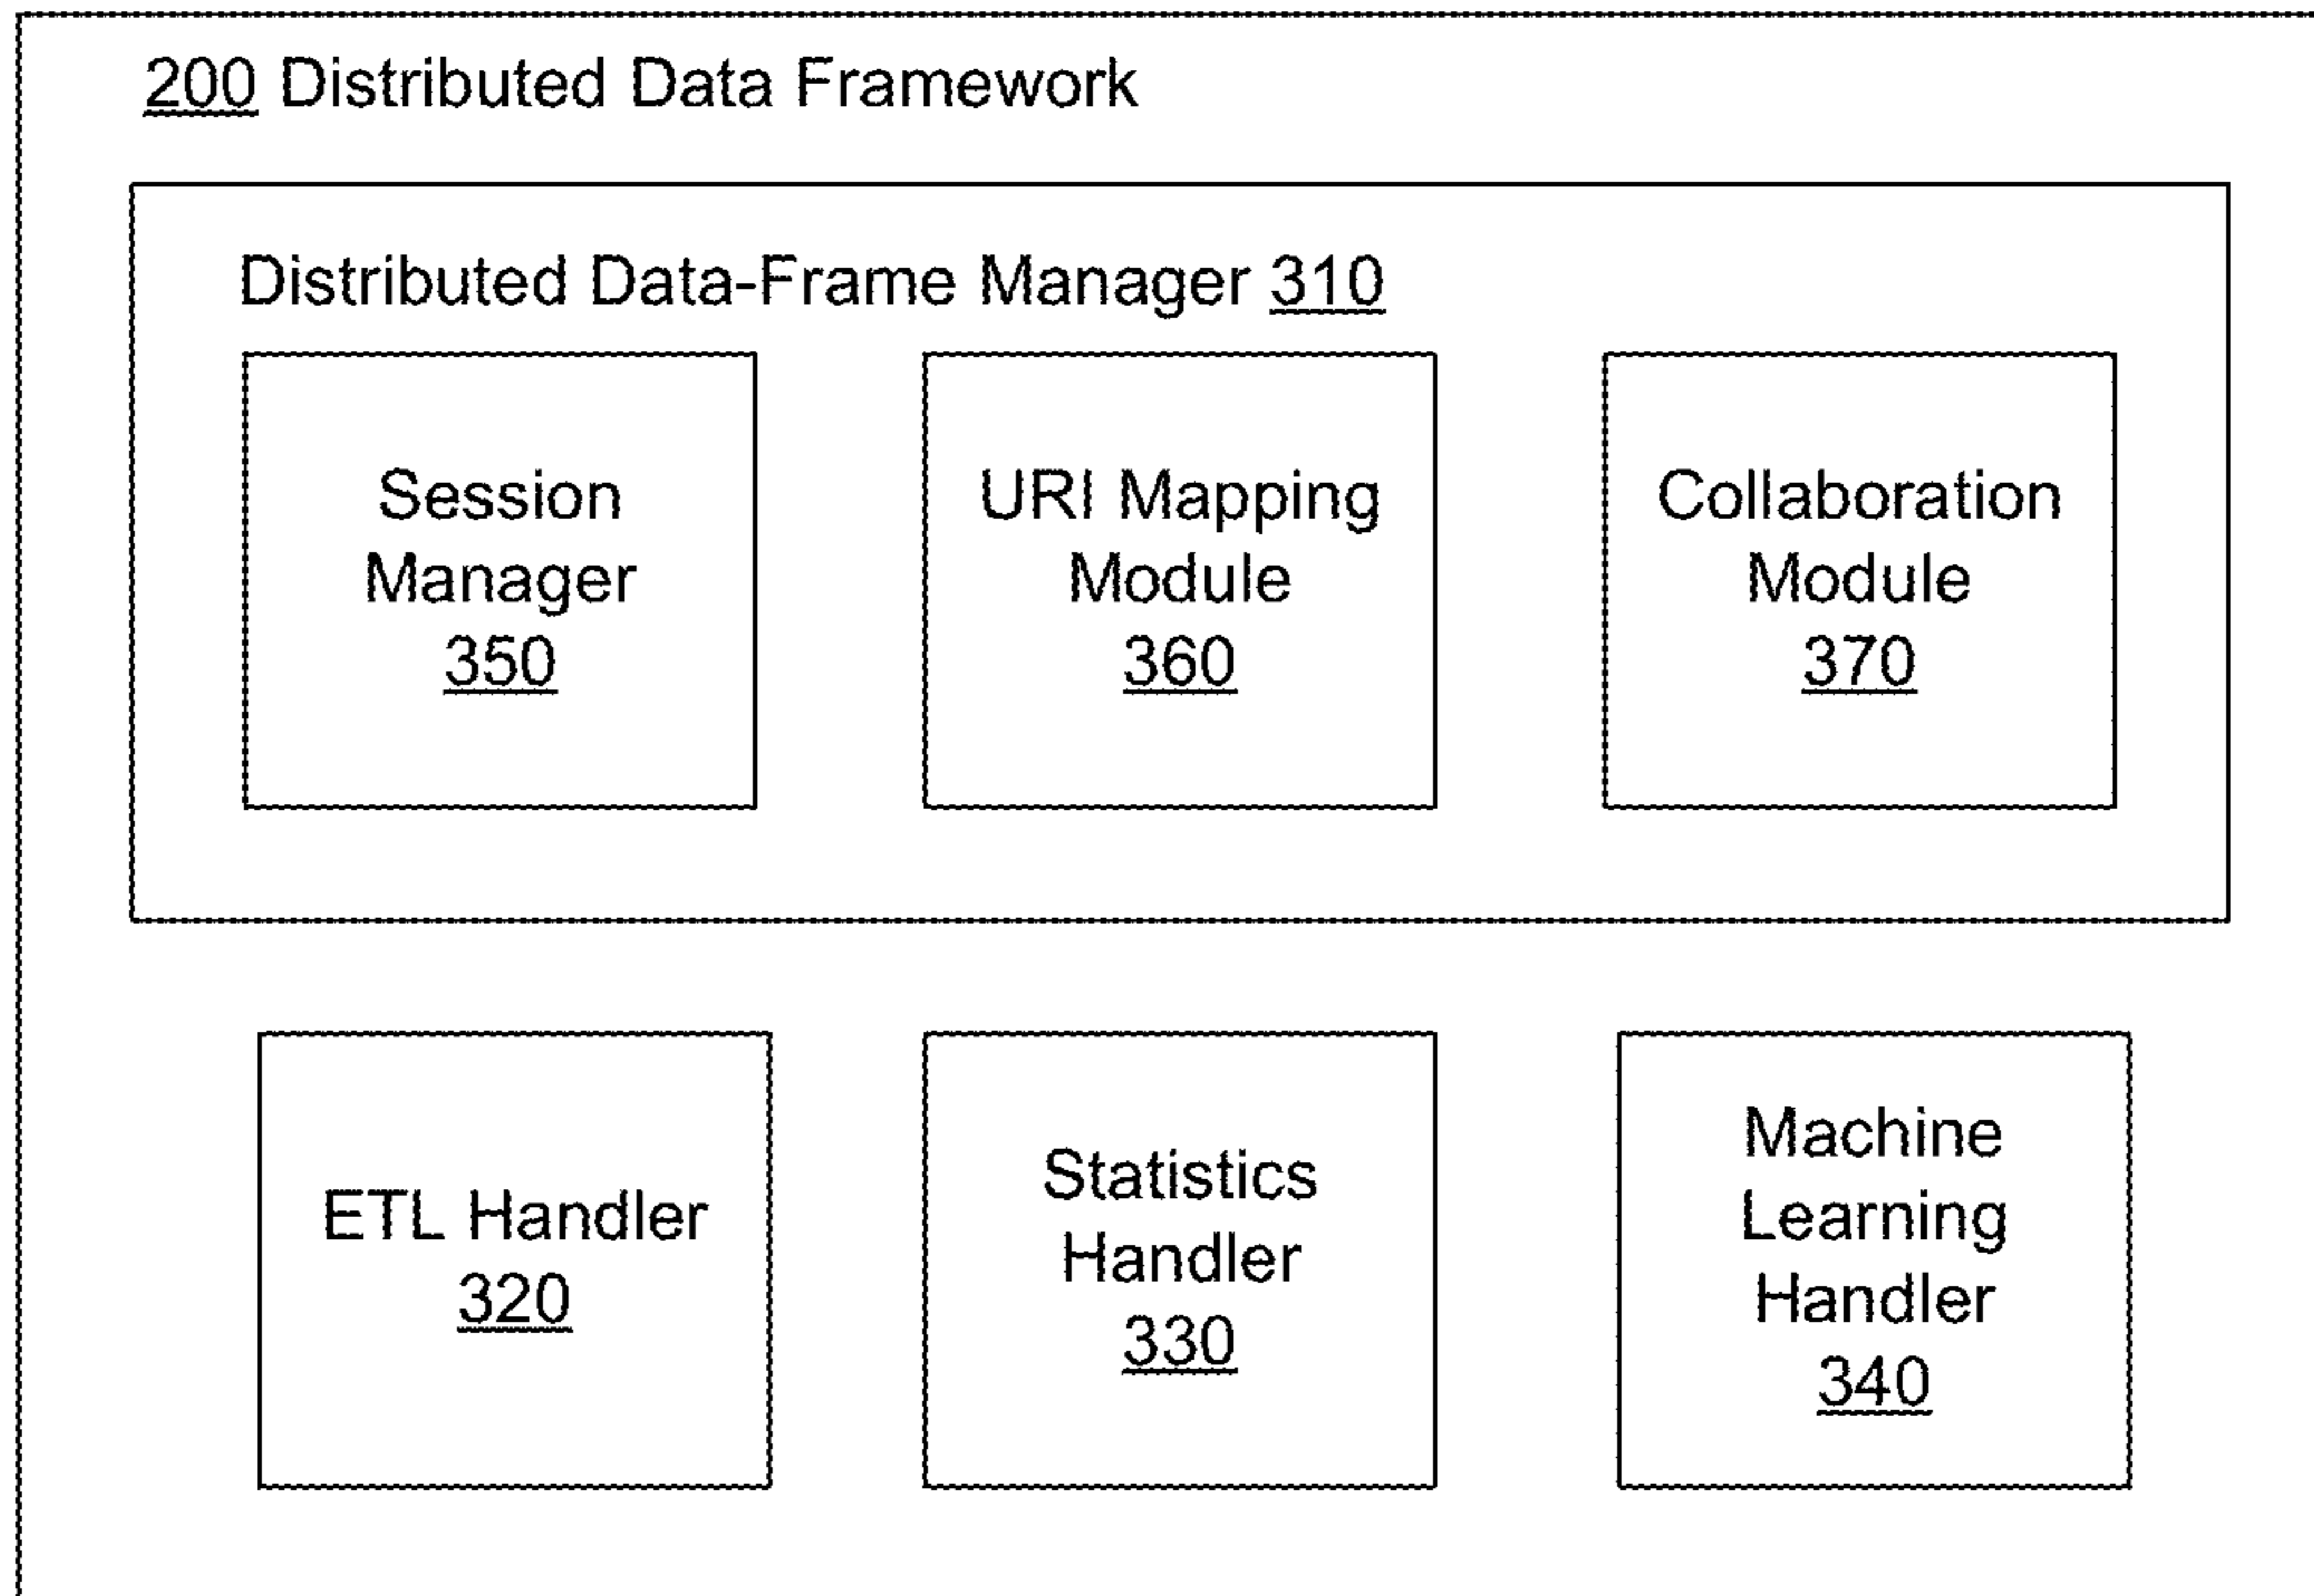 200 Distributed Data Framework
Distributed Data-Frame Manager 310
Session
Manager
350
URI Mapping
Module
360
Collaboration
Module
370
ETL Handler
320
Statistics
Handler
330
Machine
Learning
Handler
340